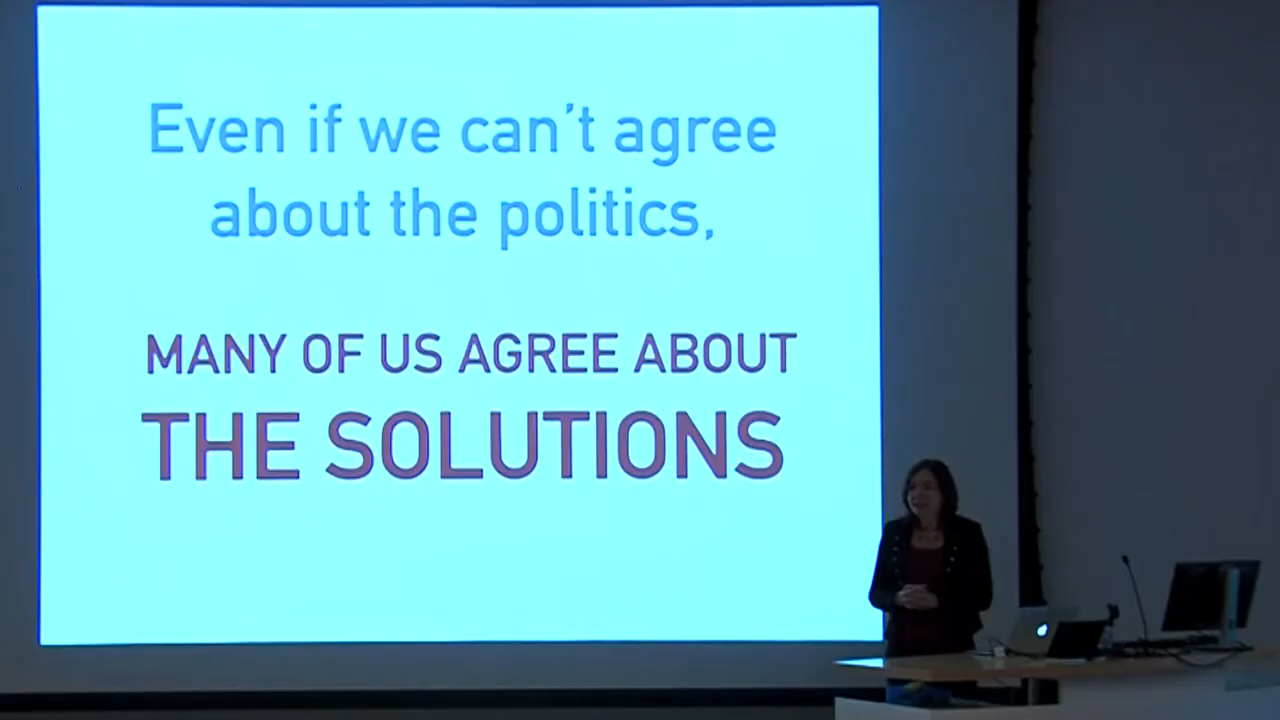 Even if we can't agree
about the politics,
MANY OF US AGREE ABOUT
THE SOLUTIONS